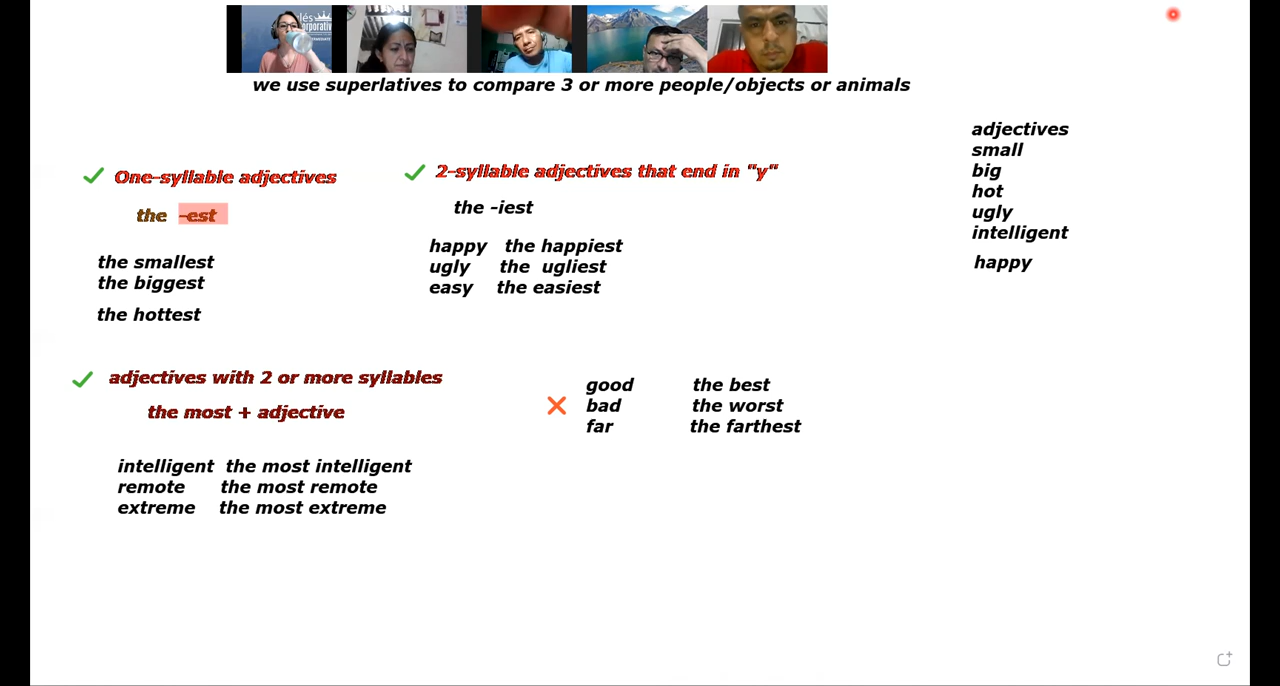 we use superlatives to compare 3 or more people/objects or animals
adjectives
small
big
hot
ugly
intelligent
happy
One-syllable adjectives
the -est
the smallest
the biggest
the hottest
2-syllable adjectives that end in "y"
the -iest
happy the happiest
ugly the ugliest
easy the easiest
adjectives with 2 or more syllables
the most + adjective
intelligent the most intelligent
remote the most remote
extreme the most extreme
good the best
bad the worst
far the farthest